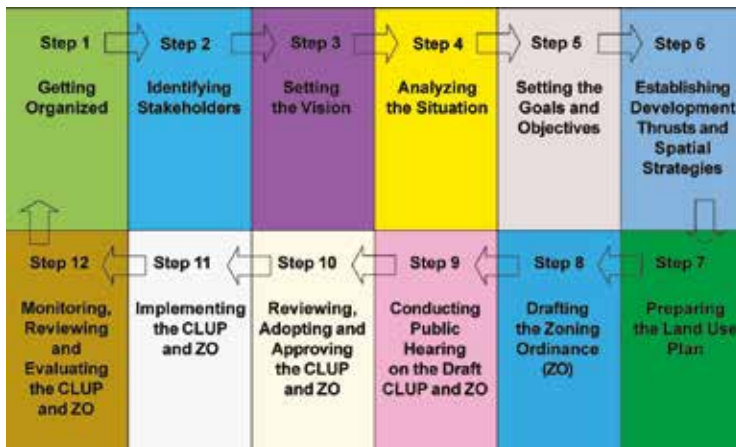 Step 1
Getting
Organized
Step 2
Identifying
Stakeholders
Step 3
Setting
the Vision
Step 4
Analyzing
the Situation
Step 5
Setting the
Goals and
Objectives
Step 6
Establishing
Development
Thrusts and
Spatial
Strategies
Step 7
Preparing
the Land Use
Plan
Step 8
Drafting
the Zoning
Ordinance
(ZO)
Step 9
Conducting
Public
Hearing
on the Draft
CLUP and ZO
Step 10
Reviewing,
Adopting and
Approving
the CLUP
and ZO
Step 11
Implementing
the CLUP
and ZO
Step 12
Monitoring,
Reviewing
and
Evaluating
the CLUP
and ZO